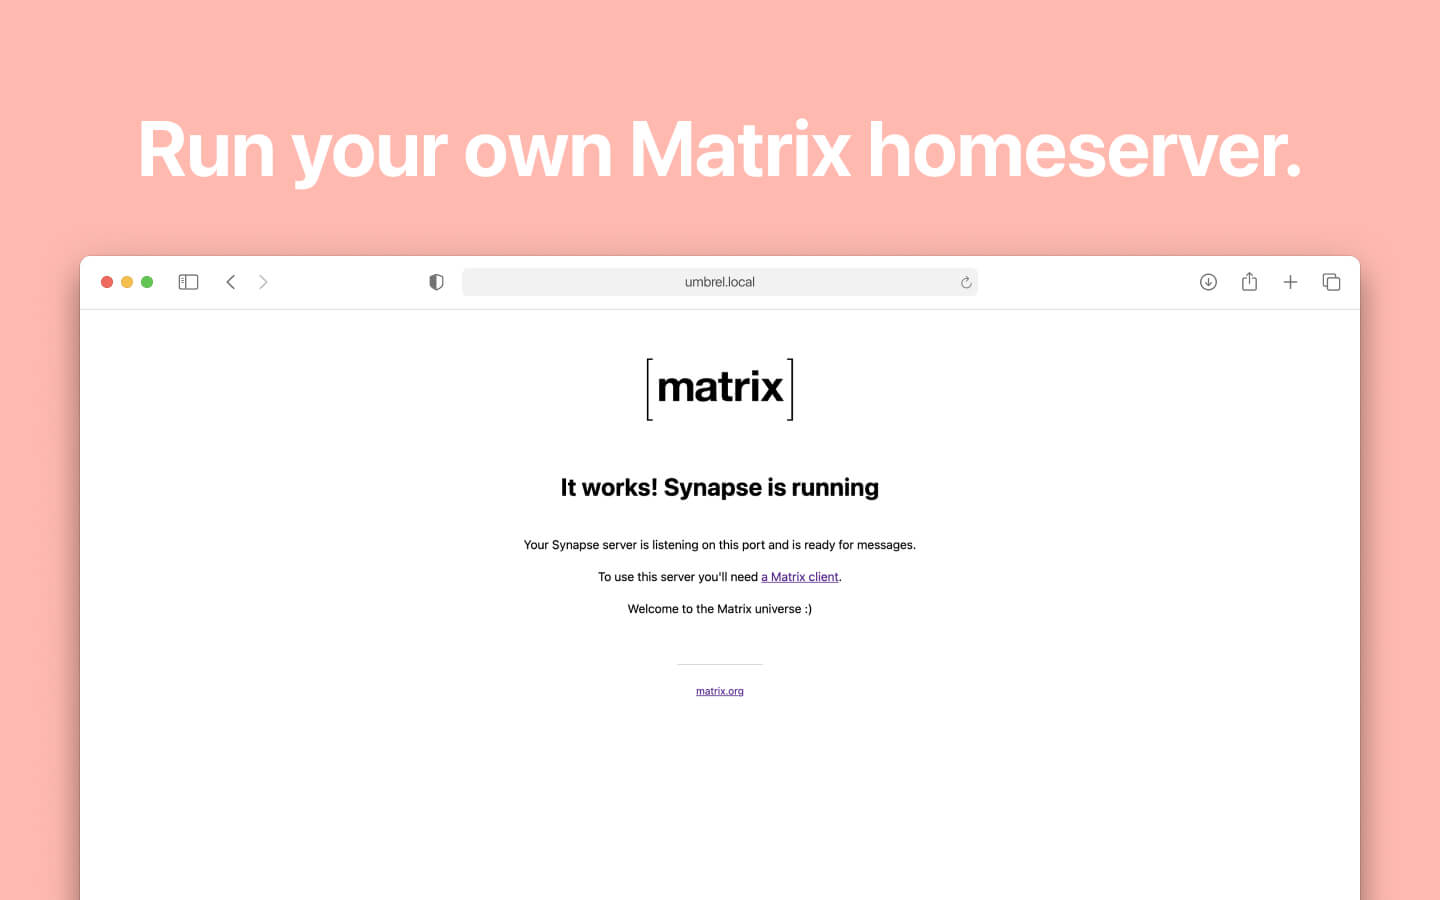 Run your own Matrix homeserver.
umbrel.local
[matrix]
It works! Synapse is running
Your Synapse server is listening on this port and is ready for messages.
To use this server you'll need a Matrix client.
Welcome to the Matrix universe :)
matrix.org